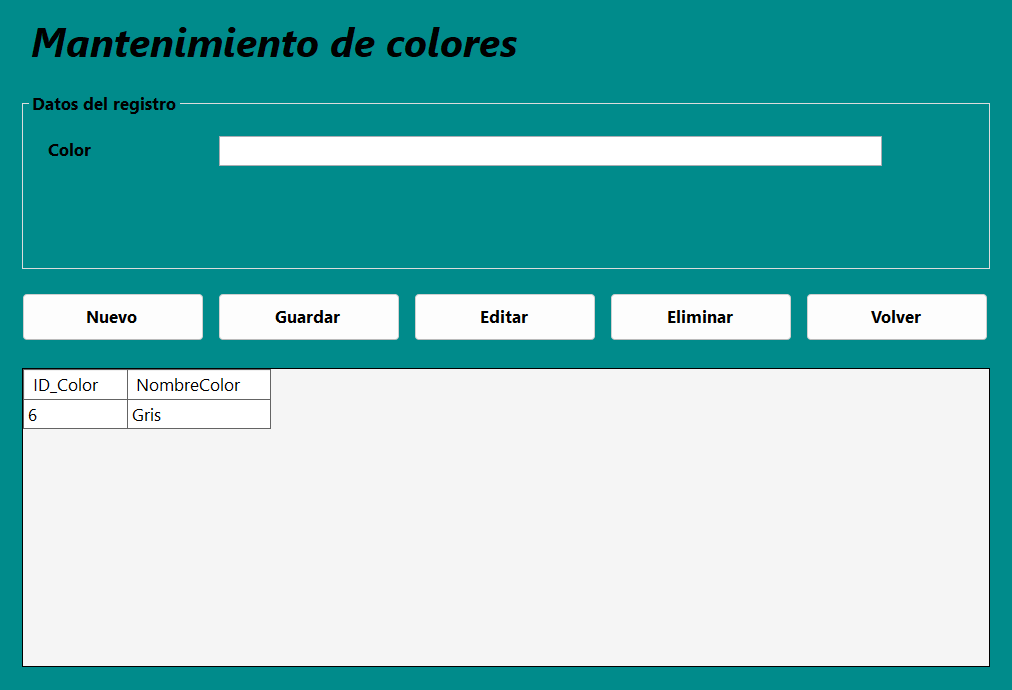 Mantenimiento de colores
Datos del registro
Color
Nuevo Guardar Editar Eliminar Volver
ID_Color NombreColor
6 Gris